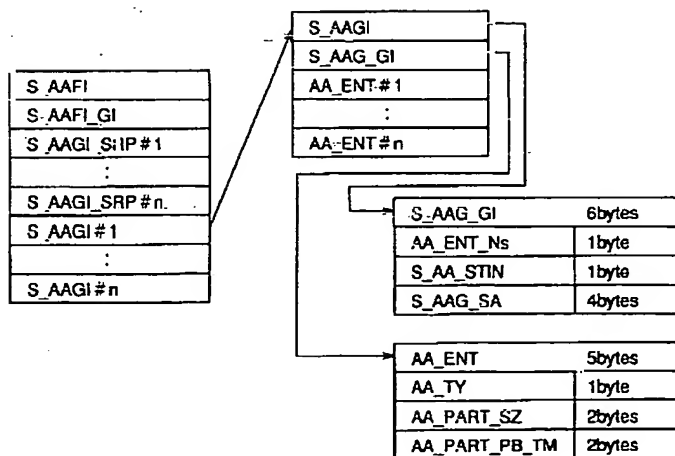 S_AAFI
S_AAFI_GI
S_AAGI_SRP#1
:
S_AAGI_SRP#n
S_AAGI#1
:
S_AAGI#n
S_AAGI
S_AAG_GI
AA_ENT#1
:
AA_ENT#n
S_AAG_GI 6bytes
AA_ENT_Ns 1byte
S_AA_STIN 1byte
S_AAG_SA 4bytes
AA_ENT 5bytes
AA_TY 1byte
AA_PART_SZ 2bytes
AA_PART_PB_TM 2bytes